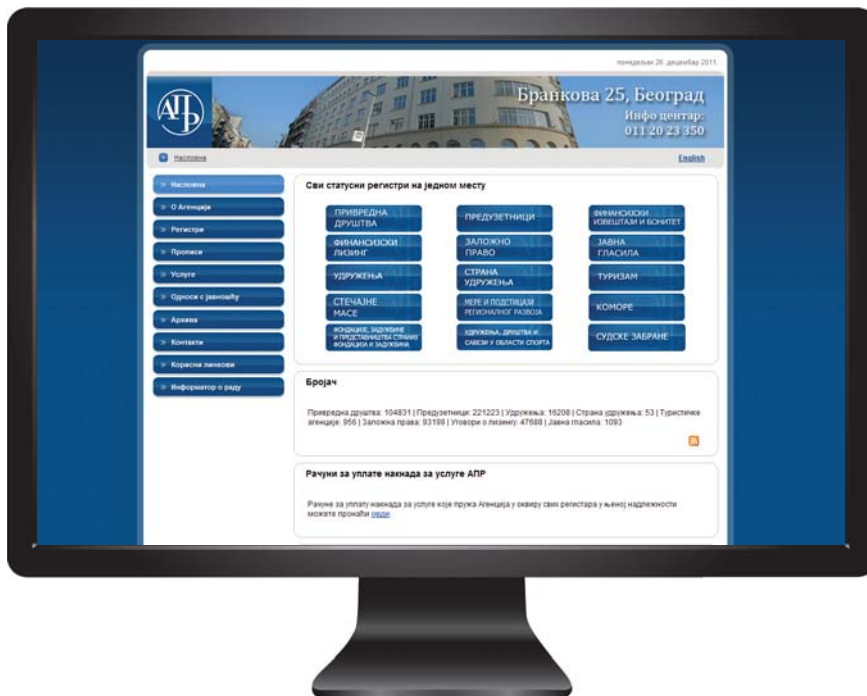 понедељак 26. децембар 2011.
АПР
Бранкова 25, Београд
Инфо центар:
011 20 23 350
Насловна
English
Насловна
О Агенцији
Регистри
Прописи
Услуге
Односи с јавношћу
Архива
Контакти
Корисни линкови
Информатор о раду
Сви статусни регистри на једном месту
ПРИВРЕДНА
ДРУШТВА
ПРЕДУЗЕТНИЦИ
ФИНАНСИЈСКИ
ИЗВЕШТАЈИ И БОНИТЕТ
ФИНАНСИЈСКИ
ЛИЗИНГ
ЗАЛОЖНО
ПРАВО
ЈАВНА
ГЛАСИЛА
УДРУЖЕЊА
СТРАНА
УДРУЖЕЊА
ТУРИЗАМ
СТЕЧАЈНЕ
МАСЕ
МЕРЕ И ПОДСТИЦАЈИ
РЕГИОНАЛНОГ РАЗВОЈА
КОМОРЕ
ФОНДАЦИЈЕ, ЗАДУЖБИНЕ
И ПРЕДСТАВНИШТВА СТРАНИХ
ФОНДАЦИЈА И ЗАДУЖБИНА
УДРУЖЕЊА, ДРУШТВА И
САВЕЗИ У ОБЛАСТИ СПОРТА
СУДСКЕ ЗАБРАНЕ
Бројач
Привредна друштва: 104831 | Предузетници: 221223 | Удружења: 16208 | Страна удружења: 53 | Туристичке
агенције: 956 | Заложна права: 93199 | Уговори о лизингу: 47688 | Јавна гласила: 1093
Рачуни за уплате накнада за услуге АПР
Рачуне за уплату накнада за услуге које пружа Агенција у оквиру свих регистара у њеној надлежности
можете пронаћи овде